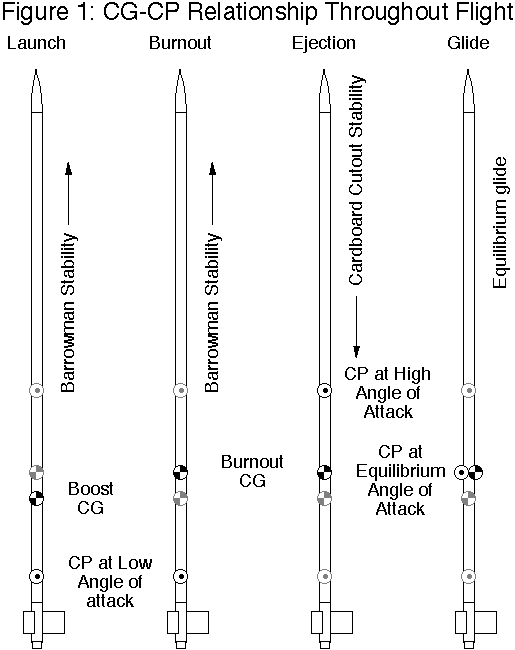 Figure 1: CG-CP Relationship Throughout Flight
Launch
Burnout
Ejection
Glide
Barrowman Stability
Barrowman Stability
Cardboard Cutout Stability
Equilibrium glide
CP at High
Angle of
Attack
Boost
CG
Burnout
CG
CP at
Equilibrium
Angle of
Attack
CP at Low
Angle of
attack